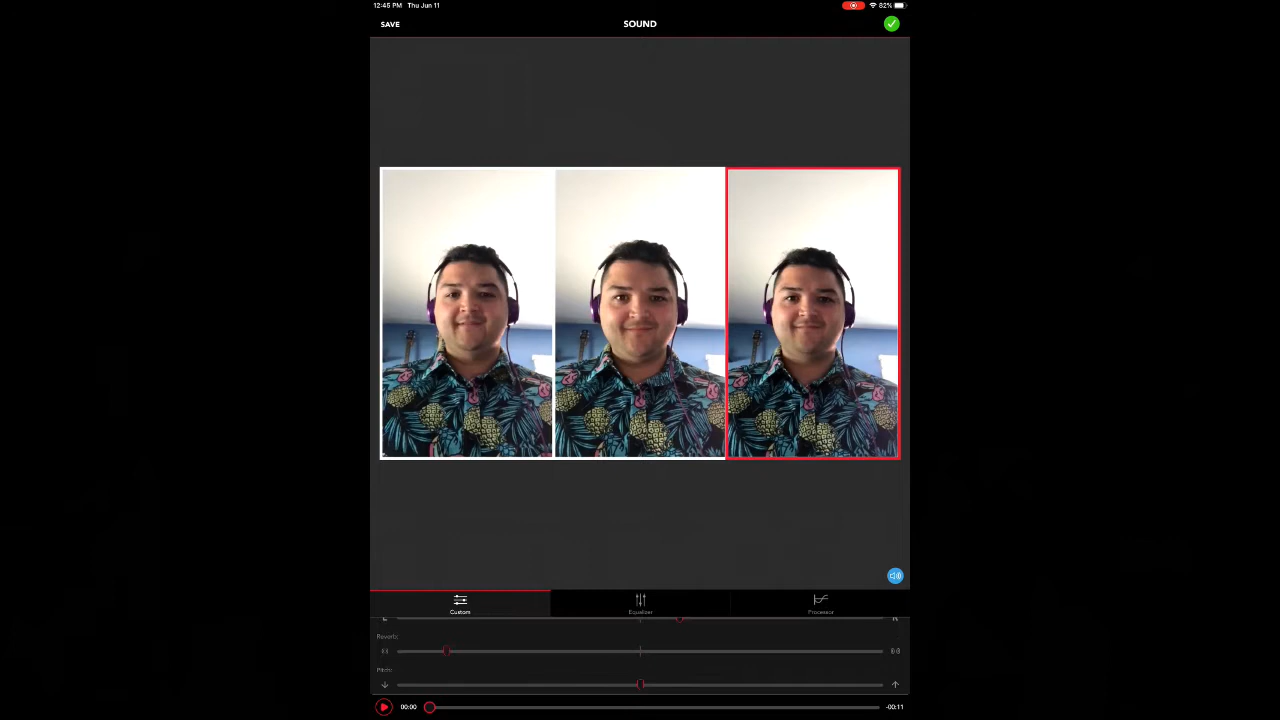 12:45 PM Thu Jun 11 82%
SAVE SOUND
Custom Equalizer Processor
L R
Reverb:
Pitch:
00:00 -00:11